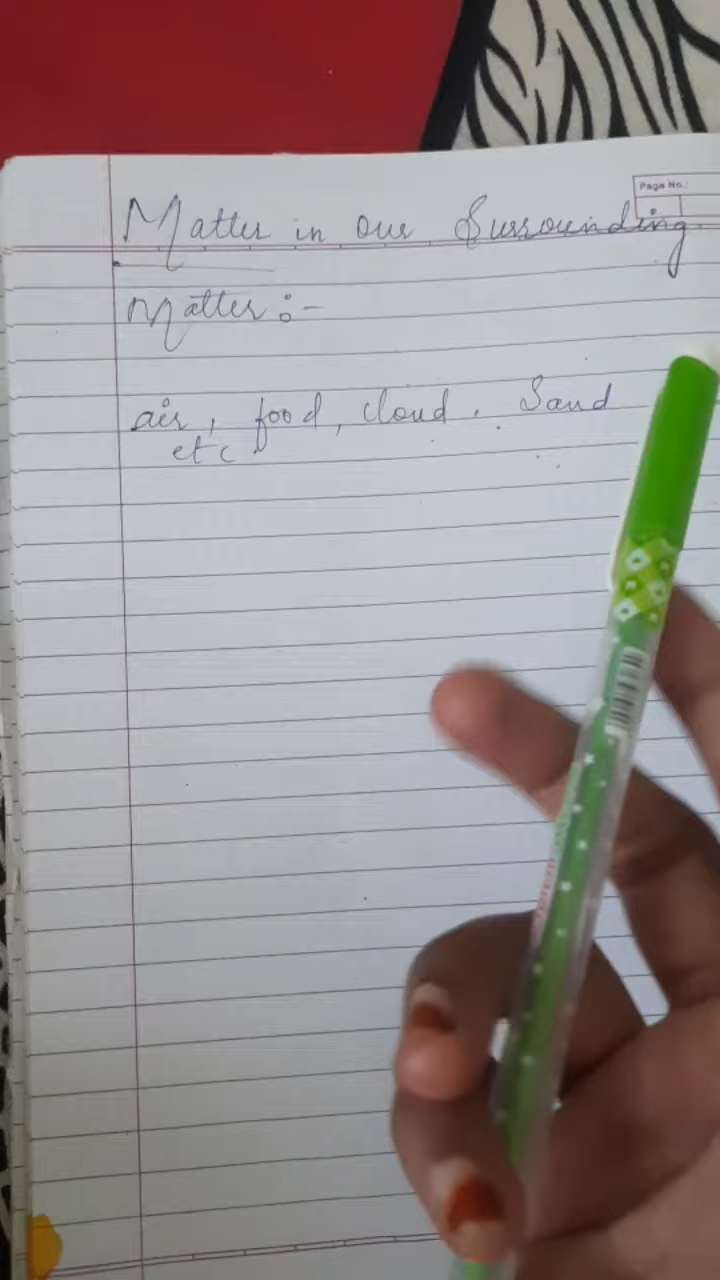 Page No.:
Matter in our Surrounding
Matter :-
air, food, cloud, Sand
etc.